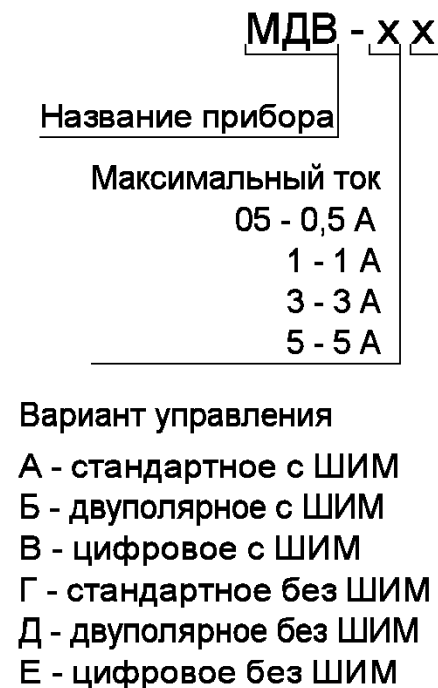 МДВ - х х
Название прибора
Максимальный ток
05 - 0,5 А
1 - 1 А
3 - 3 А
5 - 5 А
Вариант управления
А - стандартное с ШИМ
Б - двуполярное с ШИМ
В - цифровое с ШИМ
Г - стандартное без ШИМ
Д - двуполярное без ШИМ
Е - цифровое без ШИМ